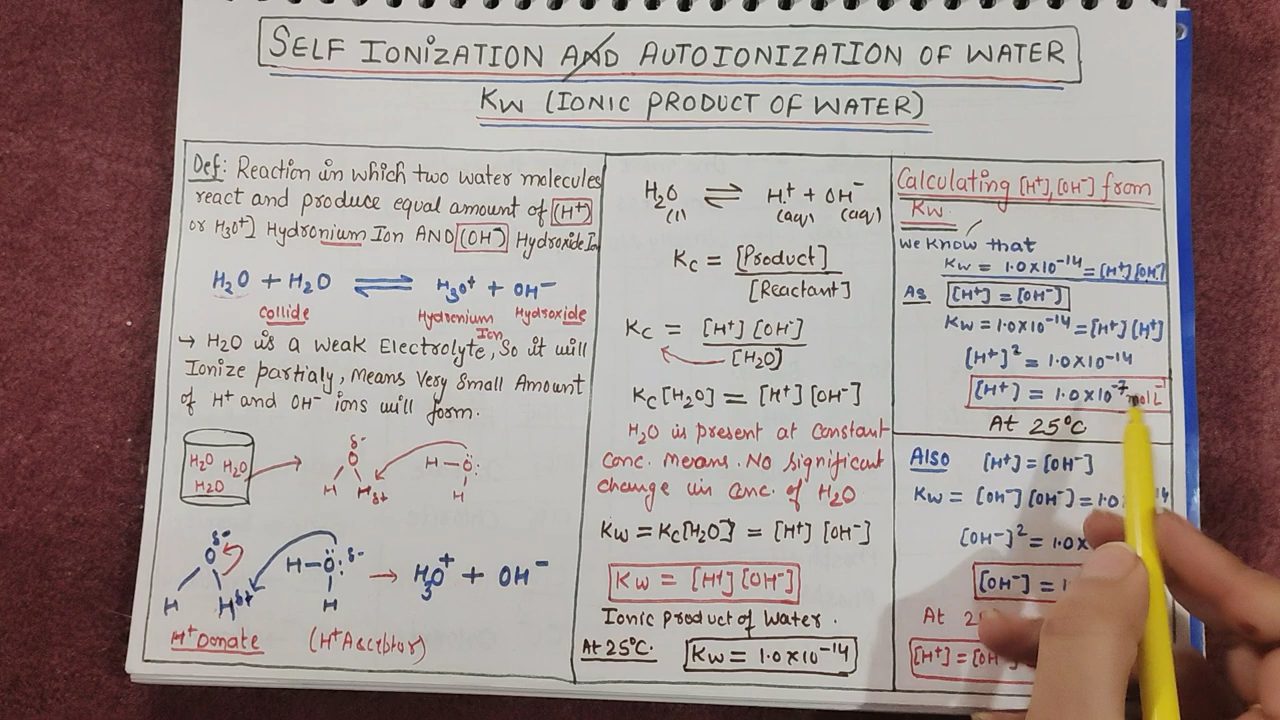 SELF IONIZATION AND AUTOIONIZATION OF WATER
KW (IONIC PRODUCT OF WATER)
Def: Reaction in which two water molecules
react and produce equal amount of (H⁺)
or H3O⁺] Hydronium Ion AND (OH⁻) Hydroxide Ion
H₂O + H₂O ⇌ H₃O⁺ + OH⁻
collide Hydronium Ion Hydroxide
→ H₂O is a weak Electrolyte, So it will
Ionize partialy, Means Very Small Amount
of H⁺ and OH⁻ ions will form.
H₂O H₂O
H₂O
δ⁻
O
H Hδ+
H–Ö:
H
δ⁻
O
H Hδ+
H–Ö: δ⁻
H
→ H₃O⁺ + OH⁻
H⁺Donate (H⁺Acceptor)
H₂O ⇌ H⁺ + OH⁻
(l) (aq) (aq)
Kc = [Product]
[Reactant]
Kc = [H⁺] [OH⁻]
[H₂O]
Kc[H₂O] = [H⁺] [OH⁻]
H₂O is present at Constant
Conc. Means. No significant
change in Conc. of H₂O
Kw = Kc[H₂O] = [H⁺] [OH⁻]
Kw = [H⁺] [OH⁻]
Ionic product of Water.
At 25°C. Kw = 1.0×10⁻¹⁴
Calculating [H⁺], [OH⁻] from
Kw
We know that
Kw = 1.0×10⁻¹⁴ = [H⁺] [OH⁻]
As [H⁺] = [OH⁻]
Kw = 1.0×10⁻¹⁴ = [H⁺] [H⁺]
[H⁺]² = 1.0×10⁻¹⁴
[H⁺] = 1.0×10⁻⁷ molL⁻¹
At 25°C
Also [H⁺] = [OH⁻]
Kw = [OH⁻] [OH⁻] = 1.0 14
[OH⁻]² = 1.0×
[OH⁻] = 1
At 2
[H⁺] = [OH